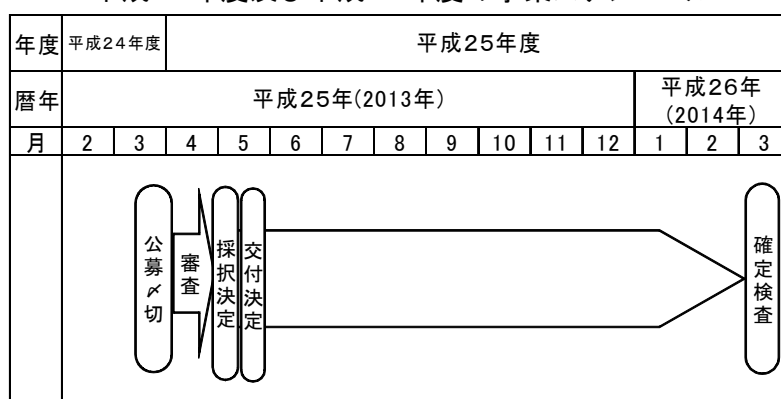 年度 平成24年度 平成25年度
暦年 平成25年(2013年) 平成26年
(2014年)
月 2 3 4 5 6 7 8 9 10 11 12 1 2 3
公募〆切
審査
採択決定
交付決定
確定検査